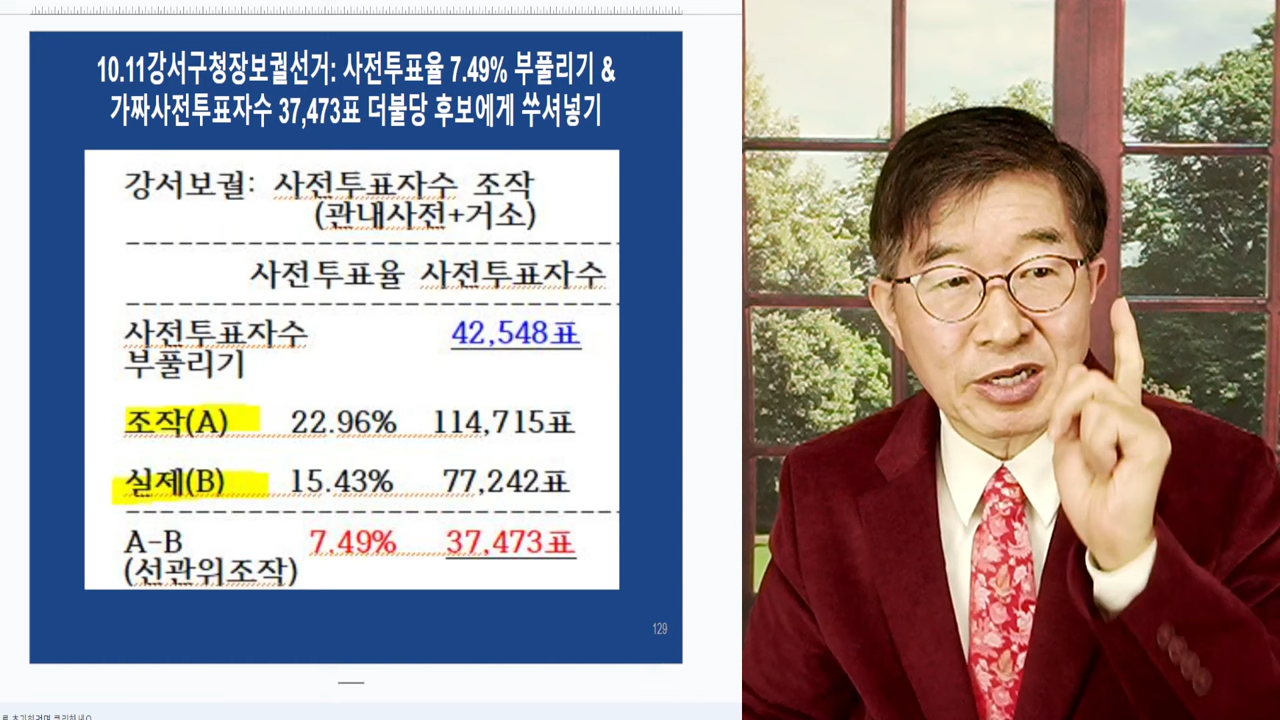 10.11강서구청장보궐선거: 사전투표율 7.49% 부풀리기 &
가짜사전투표자수 37,473표 더불당 후보에게 쑤셔넣기
강서보궐: 사전투표자수 조작
(관내사전+거소)
사전투표율 사전투표자수
사전투표자수 42,548표
부풀리기
조작(A) 22.96% 114,715표
실제(B) 15.43% 77,242표
A-B 7.49% 37,473표
(선관위조작)
129